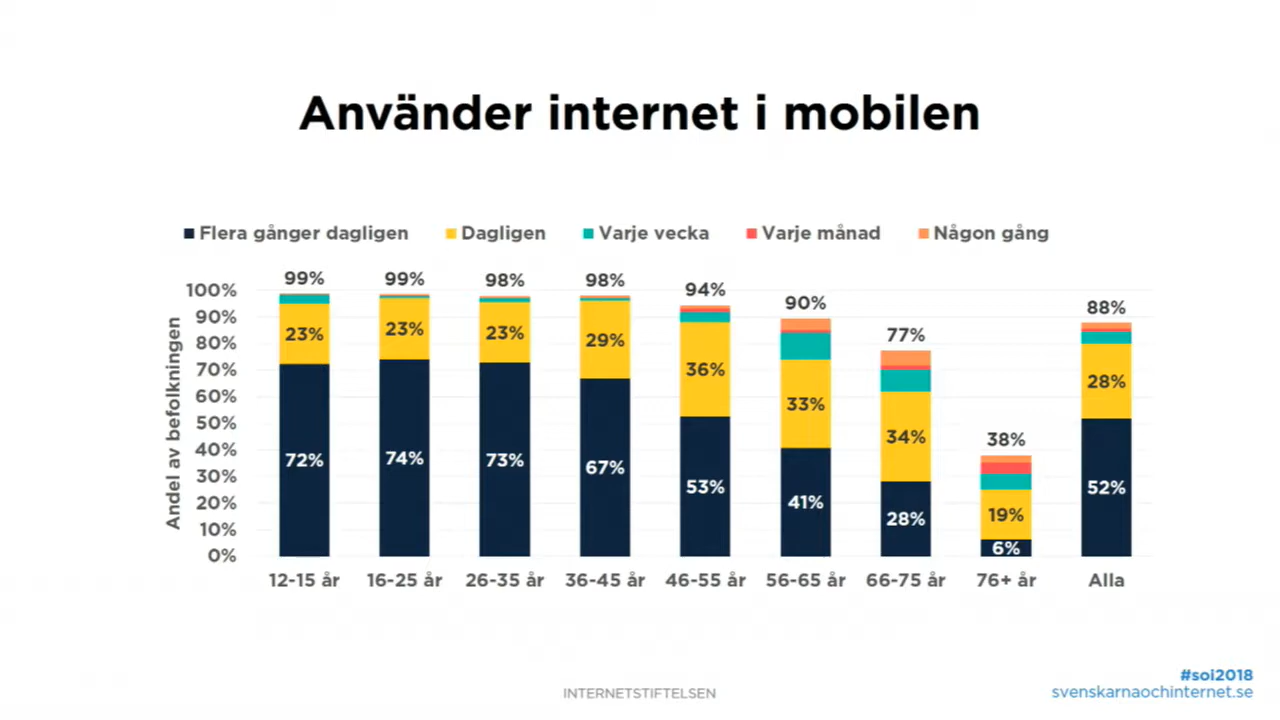 Använder internet i mobilen
Flera gånger dagligen Dagligen Varje vecka Varje månad Någon gång
Andel av befolkningen
100%
90%
80%
70%
60%
50%
40%
30%
20%
10%
0%
99% 99% 98% 98% 94% 90% 77% 38% 88%
23% 23% 23% 29% 36% 33% 34% 19% 28%
72% 74% 73% 67% 53% 41% 28% 6% 52%
12-15 år 16-25 år 26-35 år 36-45 år 46-55 år 56-65 år 66-75 år 76+ år Alla
INTERNETSTIFTELSEN
#soi2018
svenskarnaochinternet.se